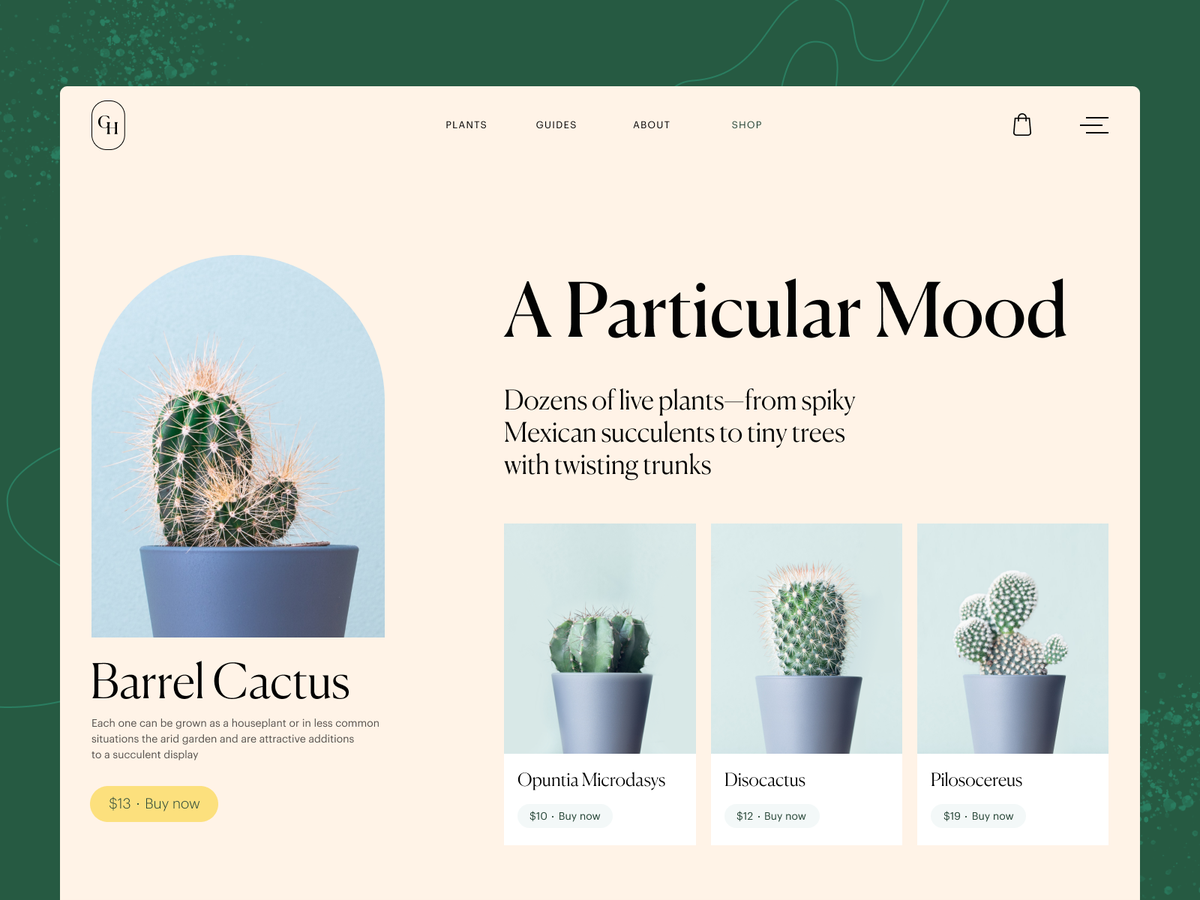 GH
PLANTS GUIDES ABOUT SHOP
A Particular Mood
Dozens of live plants—from spiky
Mexican succulents to tiny trees
with twisting trunks
Barrel Cactus
Each one can be grown as a houseplant or in less common
situations the arid garden and are attractive additions
to a succulent display
$13 · Buy now
Opuntia Microdasys
$10 · Buy now
Disocactus
$12 · Buy now
Pilosocereus
$19 · Buy now